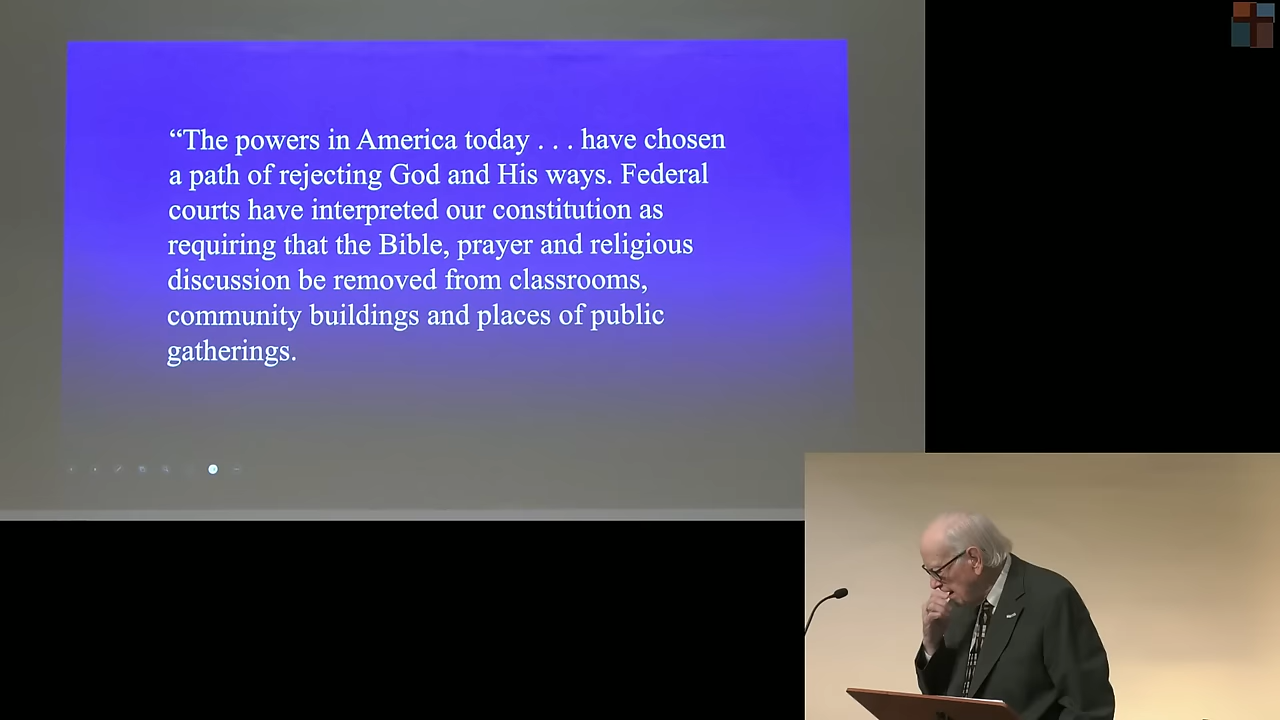 “The powers in America today . . . have chosen
a path of rejecting God and His ways. Federal
courts have interpreted our constitution as
requiring that the Bible, prayer and religious
discussion be removed from classrooms,
community buildings and places of public
gatherings.